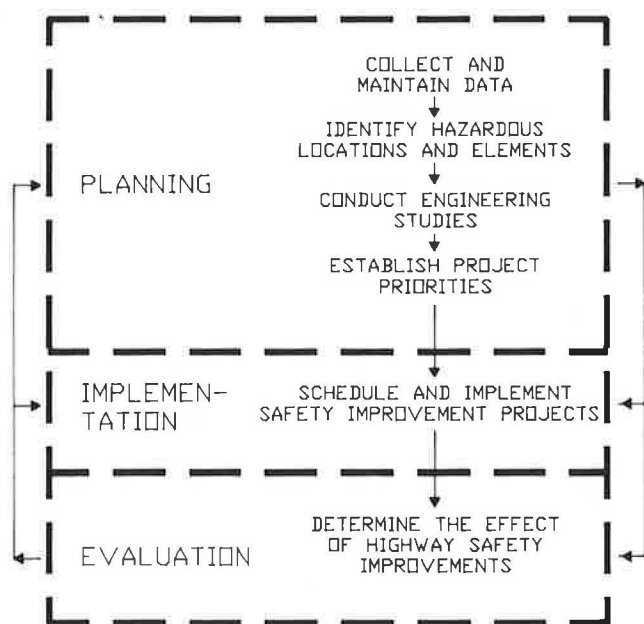 COLLECT AND
MAINTAIN DATA
IDENTIFY HAZARDOUS
LOCATIONS AND ELEMENTS
PLANNING
CONDUCT ENGINEERING
STUDIES
ESTABLISH PROJECT
PRIORITIES
IMPLEMEN-
TATION
SCHEDULE AND IMPLEMENT
SAFETY IMPROVEMENT PROJECTS
EVALUATION
DETERMINE THE EFFECT
OF HIGHWAY SAFETY
IMPROVEMENTS